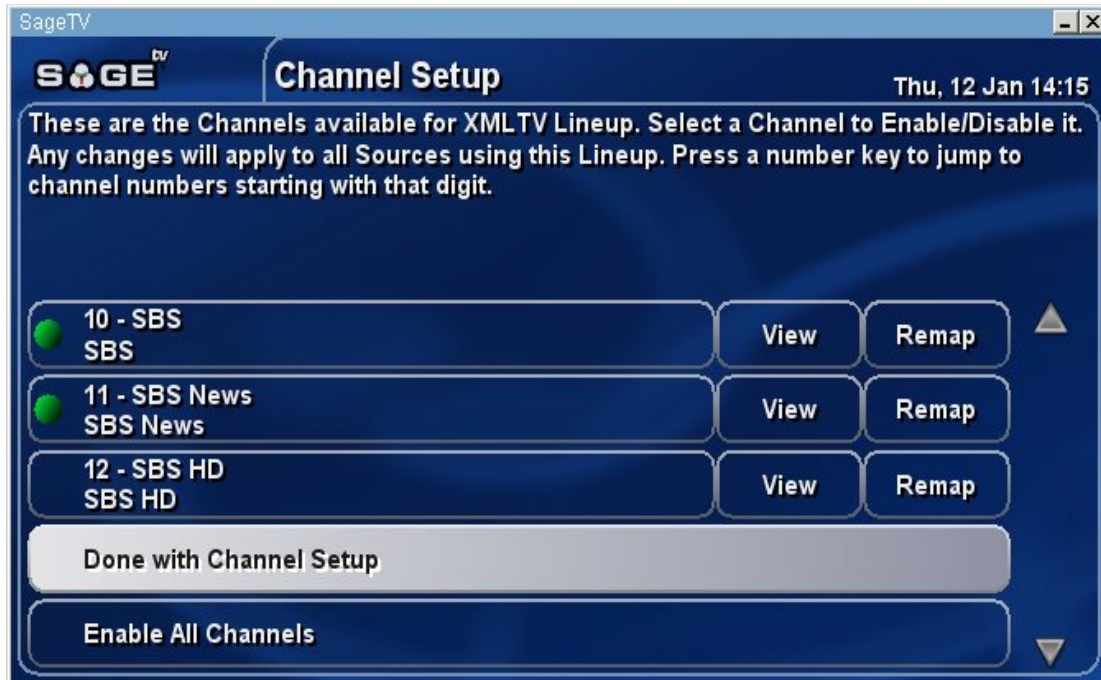 SageTV
SAGE tv
Channel Setup
Thu, 12 Jan 14:15
These are the Channels available for XMLTV Lineup. Select a Channel to Enable/Disable it.
Any changes will apply to all Sources using this Lineup. Press a number key to jump to
channel numbers starting with that digit.
10 - SBS
SBS
View
Remap
11 - SBS News
SBS News
View
Remap
12 - SBS HD
SBS HD
View
Remap
Done with Channel Setup
Enable All Channels